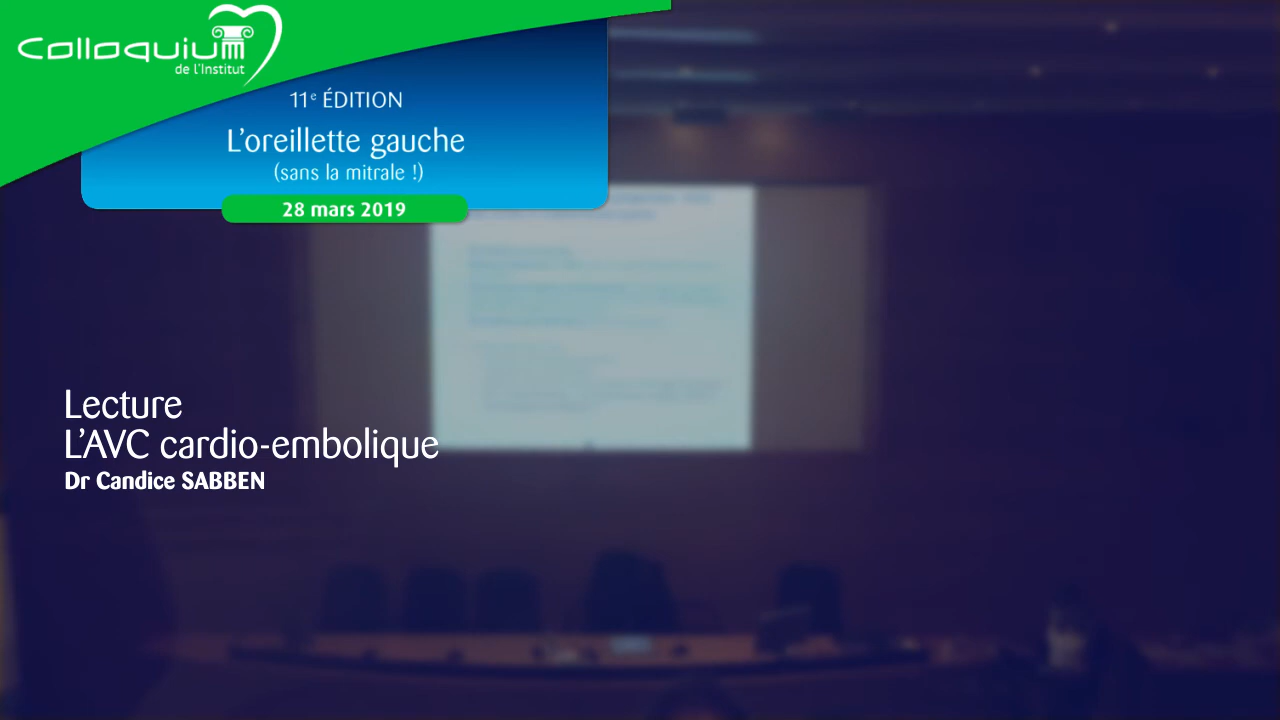 Colloquium
de l'Institut
11e ÉDITION
L'oreillette gauche
(sans la mitrale !)
28 mars 2019
Lecture
L'AVC cardio-embolique
Dr Candice SABBEN